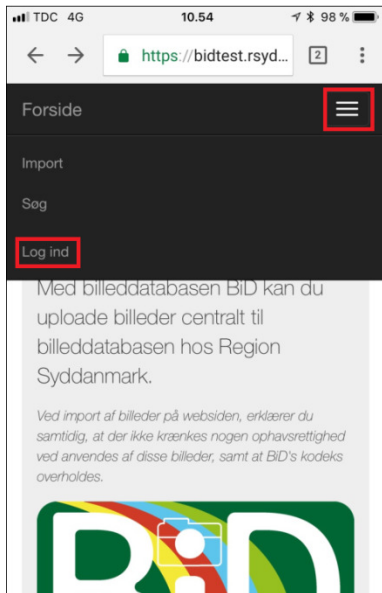 TDC 4G 10.54 98 %
https://bidtest.rsyd... 2
Forside
Import
Søg
Log ind
Med billeddatabasen BiD kan du
uploade billeder centralt til
billeddatabasen hos Region
Syddanmark.
Ved import af billeder på websiden, erklærer du
samtidig, at der ikke krænkes nogen ophavsrettighed
ved anvendes af disse billeder, samt at BiD's kodeks
overholdes.
BiD